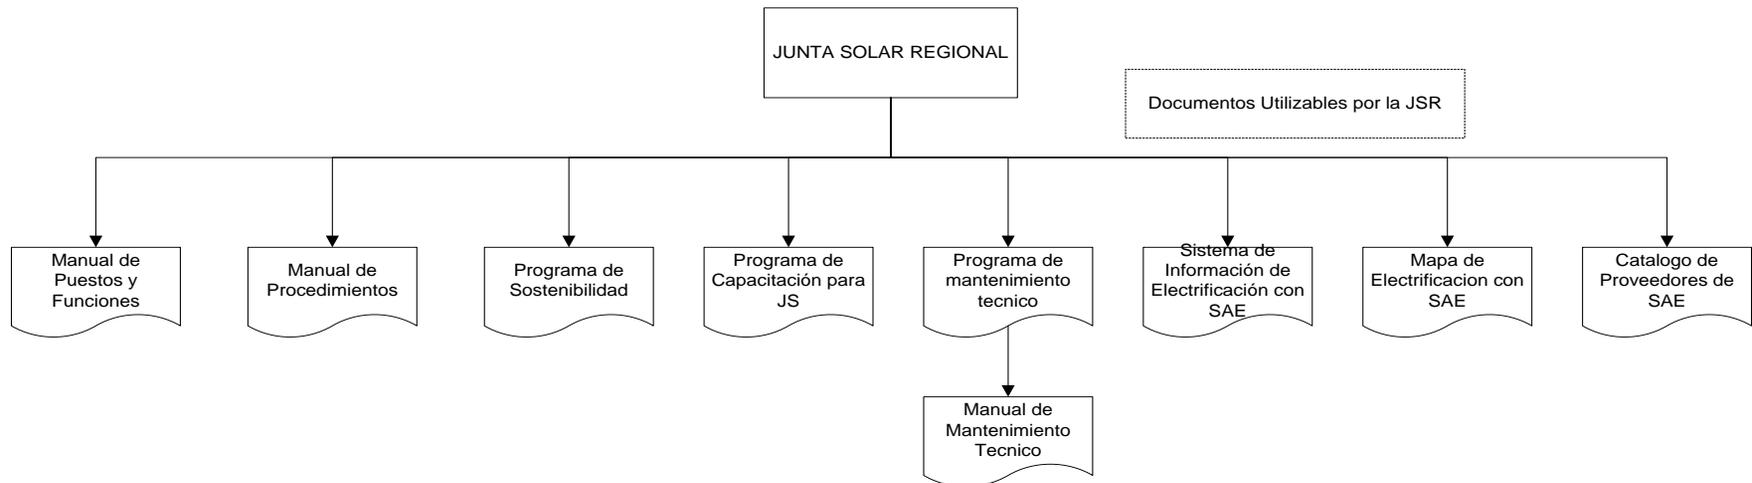 JUNTA SOLAR REGIONAL
Documentos Utilizables por la JSR
Manual de
Puestos y
Funciones
Manual de
Procedimientos
Programa de
Sostenibilidad
Programa de
Capacitación para
JS
Programa de
mantenimiento
tecnico
Sistema de
Información de
Electrificación con
SAE
Mapa de
Electrificacion con
SAE
Catalogo de
Proveedores de
SAE
Manual de
Mantenimiento
Tecnico